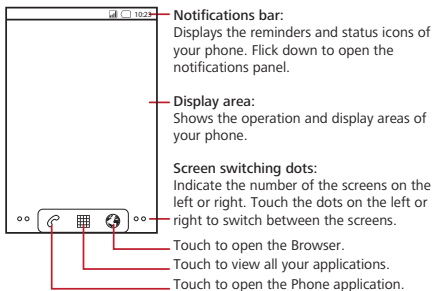 10:23
Notifications bar:
Displays the reminders and status icons of
your phone. Flick down to open the
notifications panel.
Display area:
Shows the operation and display areas of
your phone.
Screen switching dots:
Indicate the number of the screens on the
left or right. Touch the dots on the left or
right to switch between the screens.
Touch to open the Browser.
Touch to view all your applications.
Touch to open the Phone application.